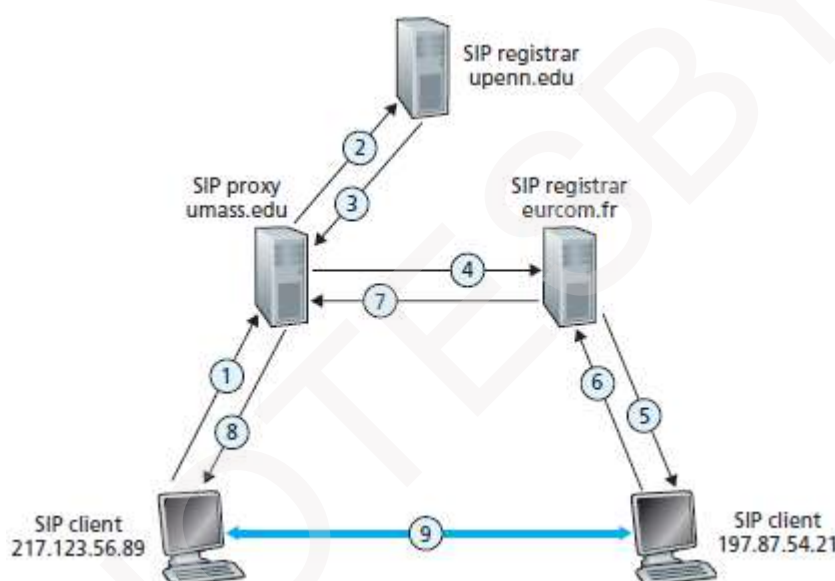 SIP registrar
upenn.edu
2
3
SIP proxy
umass.edu
SIP registrar
eurcom.fr
4
7
1
8
6
5
SIP client
217.123.56.89
9
SIP client
197.87.54.21